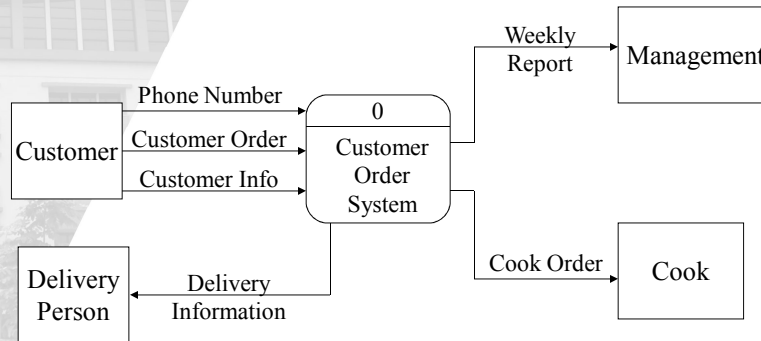 Weekly
Report
Management
Phone Number
0
Customer
Customer Order
Customer
Order
System
Customer Info
Cook Order
Cook
Delivery
Person
Delivery
Information